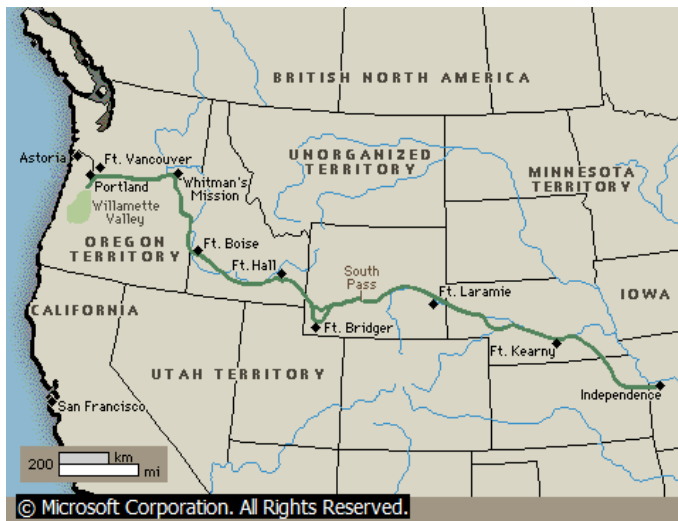 BRITISH NORTH AMERICA
Astoria
Ft. Vancouver
Portland
Willamette
Valley
Whitman's
Mission
UNORGANIZED
TERRITORY
MINNESOTA
TERRITORY
OREGON
TERRITORY
Ft. Boise
Ft. Hall
South
Pass
Ft. Laramie
IOWA
CALIFORNIA
Ft. Bridger
Ft. Kearny
UTAH TERRITORY
Independence
San Francisco
200
km
mi
© Microsoft Corporation. All Rights Reserved.